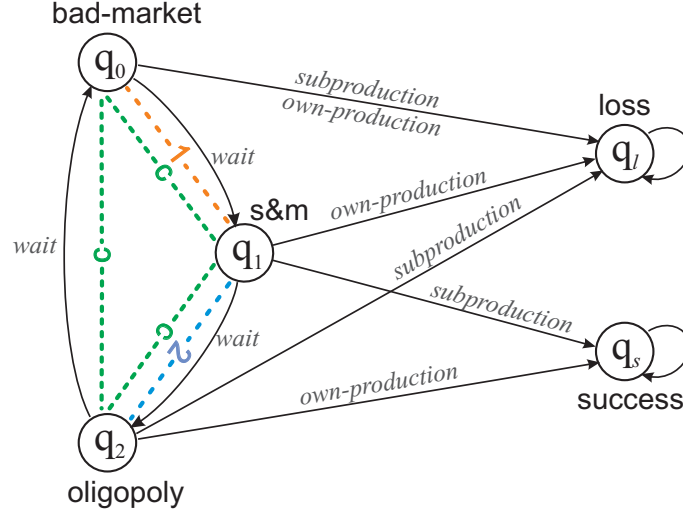 bad-market
q0
subproduction
own-production
loss
ql
1
wait
c
s&m
own-production
wait
c
q1
subproduction
subproduction
c
2
wait
qs
own-production
success
q2
oligopoly